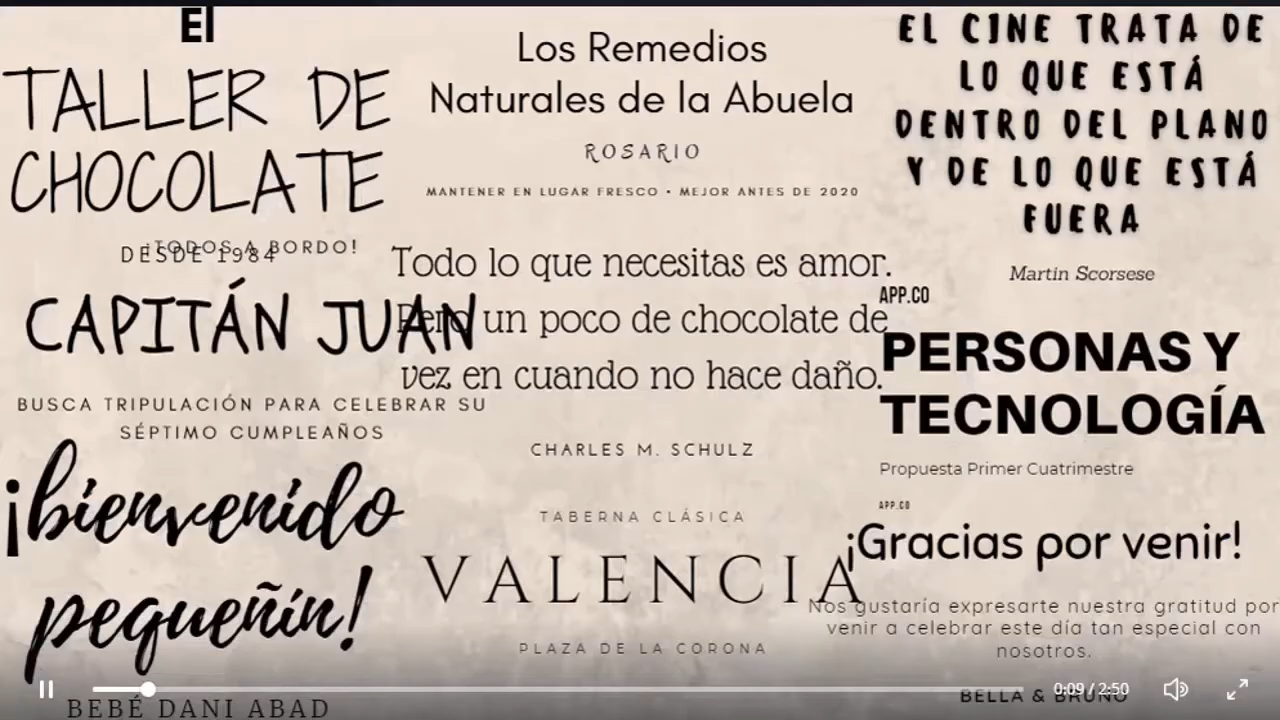 El
TALLER DE
CHOCOLATE
DESDE 1984
¡TODOS A BORDO!
CAPITÁN JUAN
BUSCA TRIPULACIÓN PARA CELEBRAR SU
SÉPTIMO CUMPLEAÑOS
¡bienvenido
pequeñín!
BEBÉ DANI ABAD
Los Remedios
Naturales de la Abuela
ROSARIO
MANTENER EN LUGAR FRESCO • MEJOR ANTES DE 2020
Todo lo que necesitas es amor.
Pero un poco de chocolate de
vez en cuando no hace daño.
CHARLES M. SCHULZ
TABERNA CLÁSICA
VALENCIA
PLAZA DE LA CORONA
EL CINE TRATA DE
LO QUE ESTÁ
DENTRO DEL PLANO
Y DE LO QUE ESTÁ
FUERA
Martin Scorsese
APP.CO
PERSONAS Y
TECNOLOGÍA
Propuesta Primer Cuatrimestre
APP.CO
¡Gracias por venir!
Nos gustaría expresarte nuestra gratitud por
venir a celebrar este día tan especial con
nosotros.
BELLA & BRUNO
0:09 / 2:50